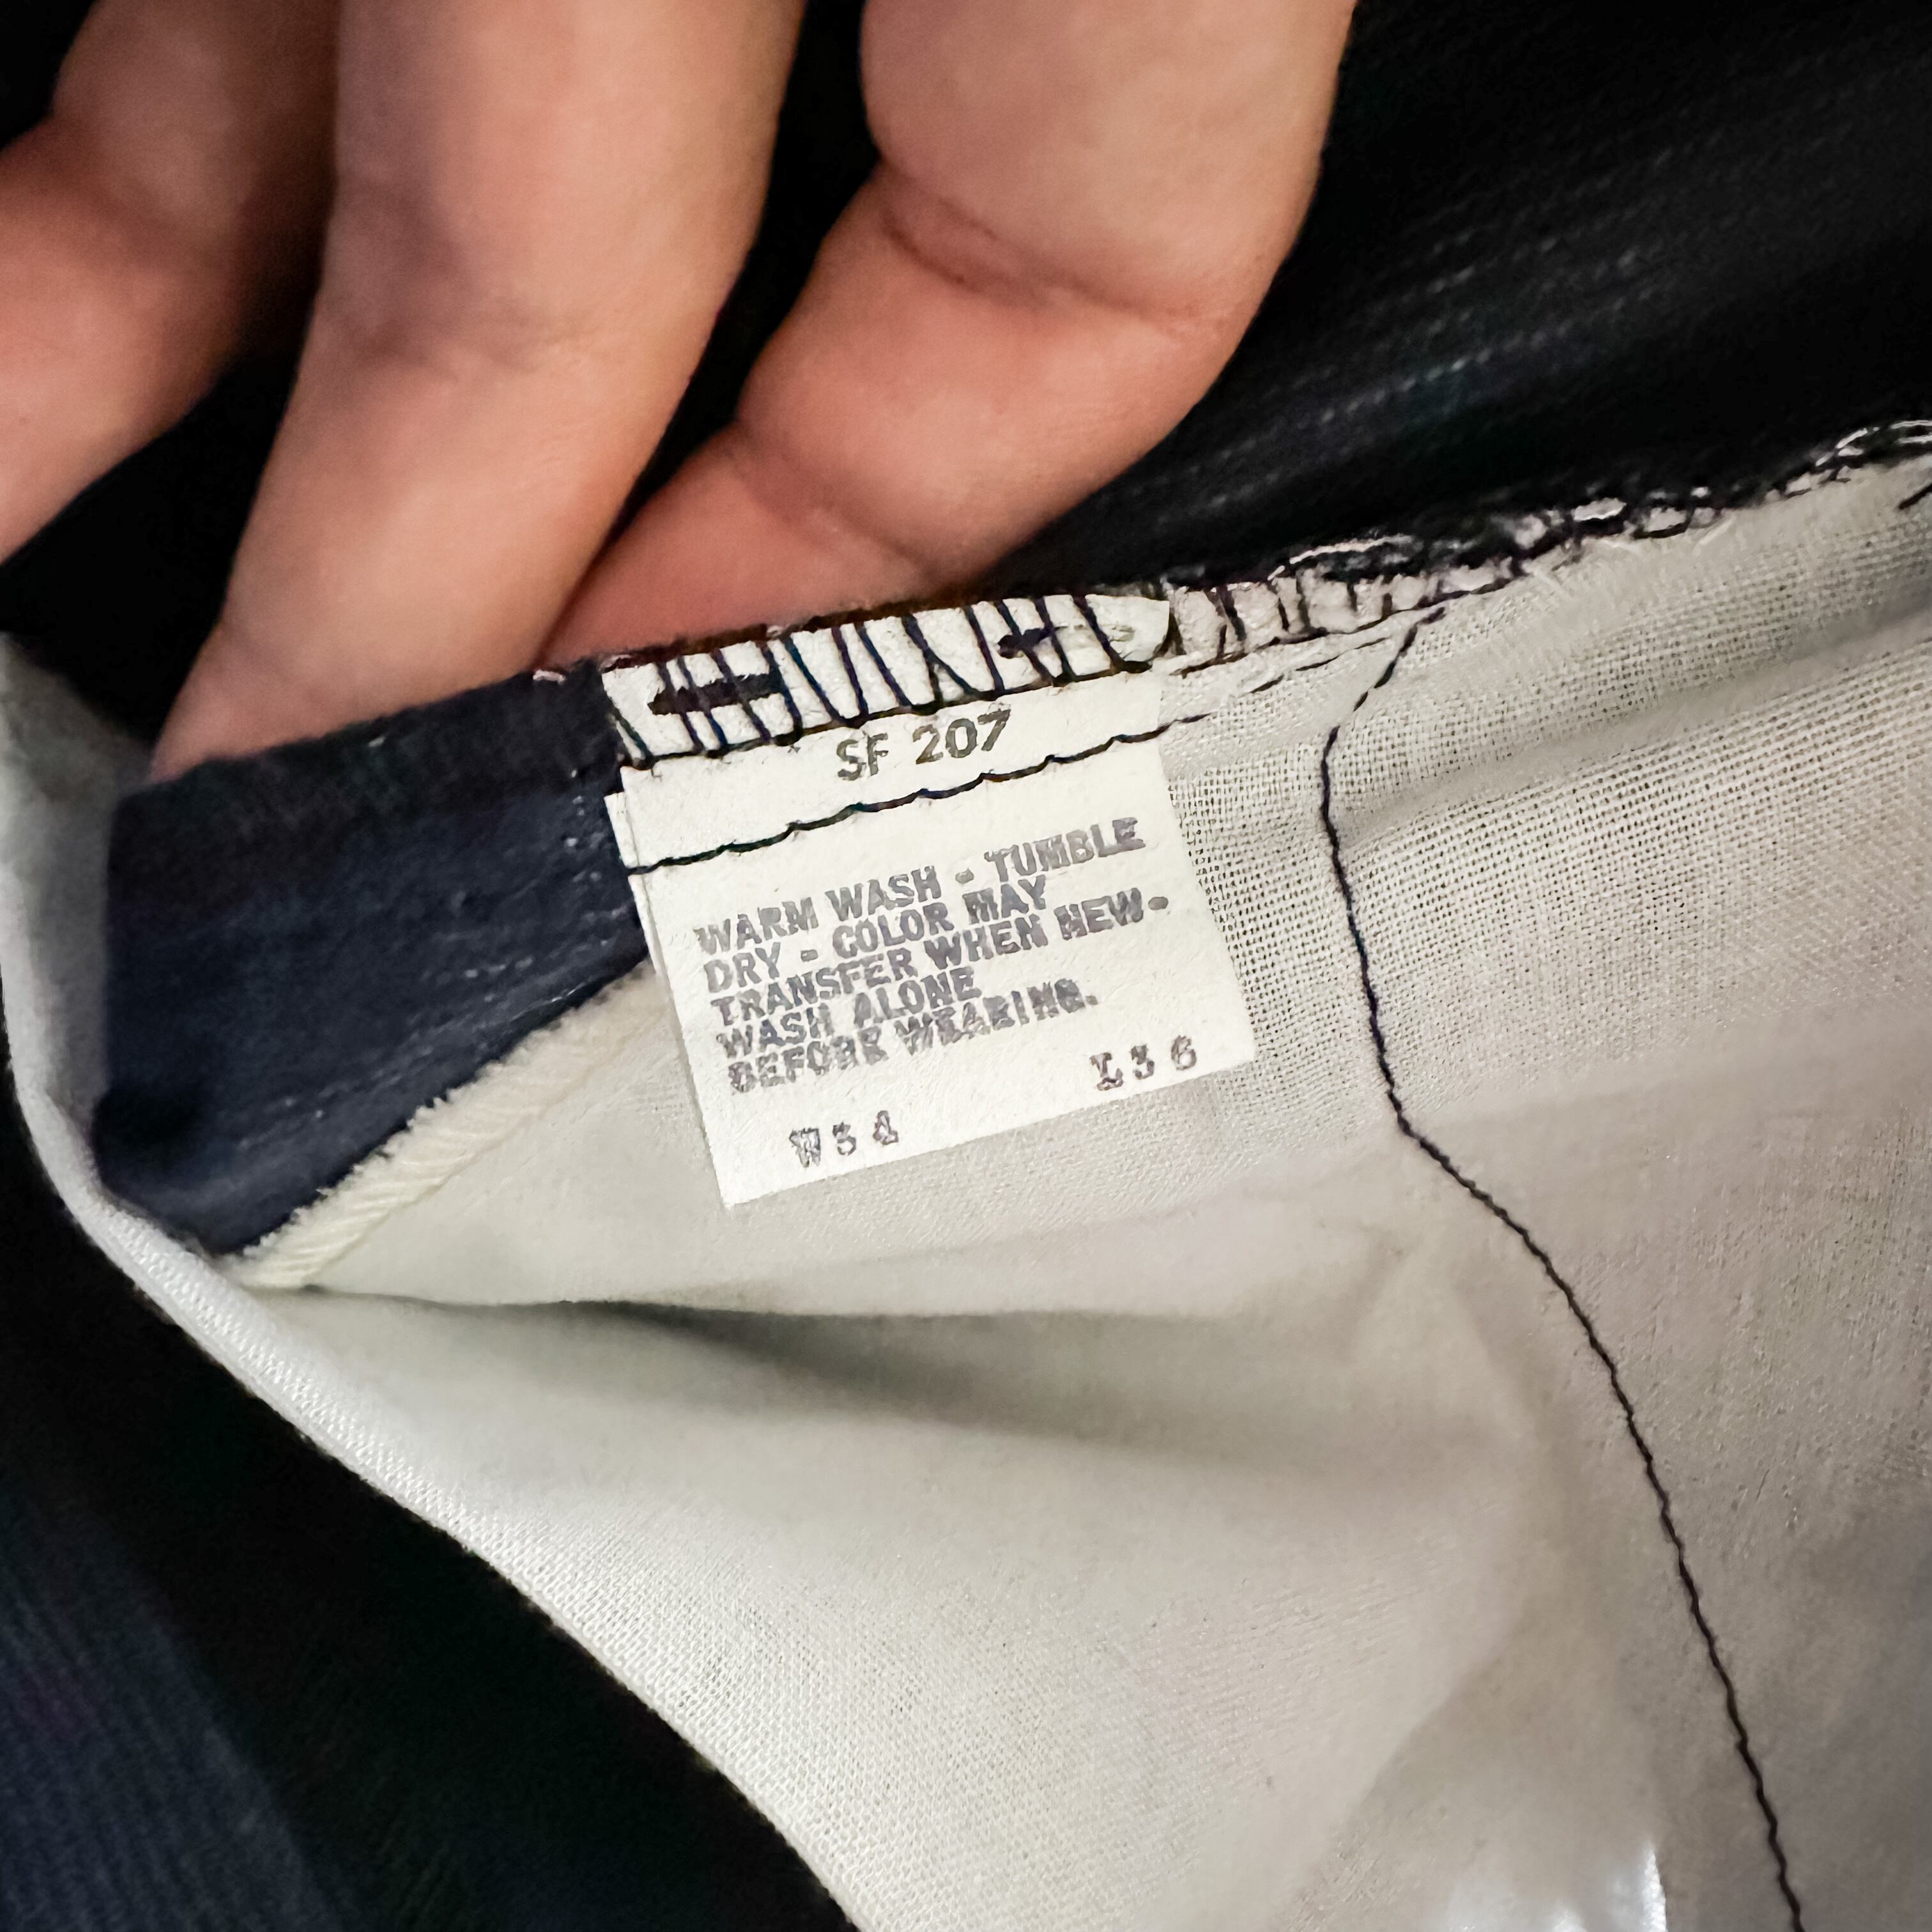 SF 207
WARM WASH - TUMBLE
DRY - COLOR MAY
TRANSFER WHEN NEW-
WASH ALONE
BEFORE WEARING.
W34 L36